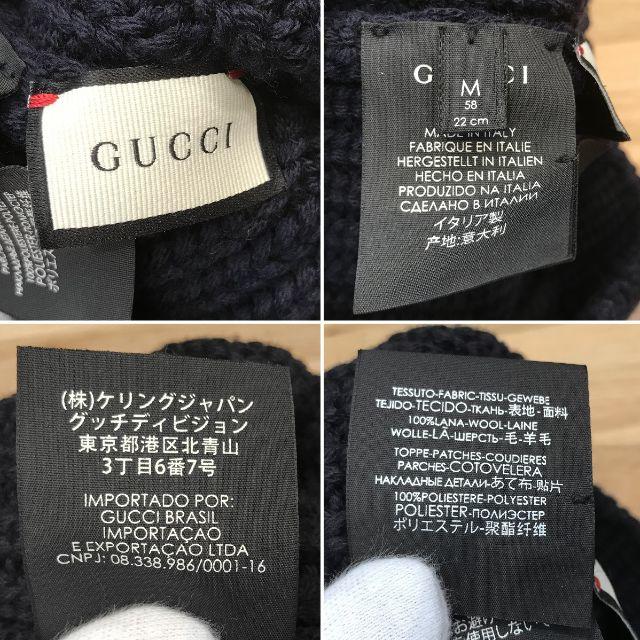 GUCCI
GUCCI
M
58
22 cm
MADE IN ITALY
FABRIQUE EN ITALIE
HERGESTELLT IN ITALIEN
HECHO EN ITALIA
PRODUZIDO NA ITALIA
СДЕЛАНО В ИТАЛИИ
イタリア製
产地:意大利
(株)ケリングジャパン
グッチディビジョン
東京都港区北青山
3丁目6番7号
IMPORTADO POR:
GUCCI BRASIL
IMPORTAÇAO
E EXPORTAÇAO LTDA
CNPJ: 08.338.986/0001-16
TESSUTO-FABRIC-TISSU-GEWEBE
TEJIDO-TECIDO-ТКАНЬ-表地-面料
100%LANA-WOOL-LAINE
WOLLE-LÃ-ШЕРСТЬ-毛-羊毛
TOPPE-PATCHES-COUDIERES
PARCHES-COTOVELERA
НАКЛАДНЫЕ ДЕТАЛИ-あて布-贴片
100%POLIESTERE-POLYESTER
POLIESTER-ПОЛИЭСТЕР
ポリエステル-聚酯纤维